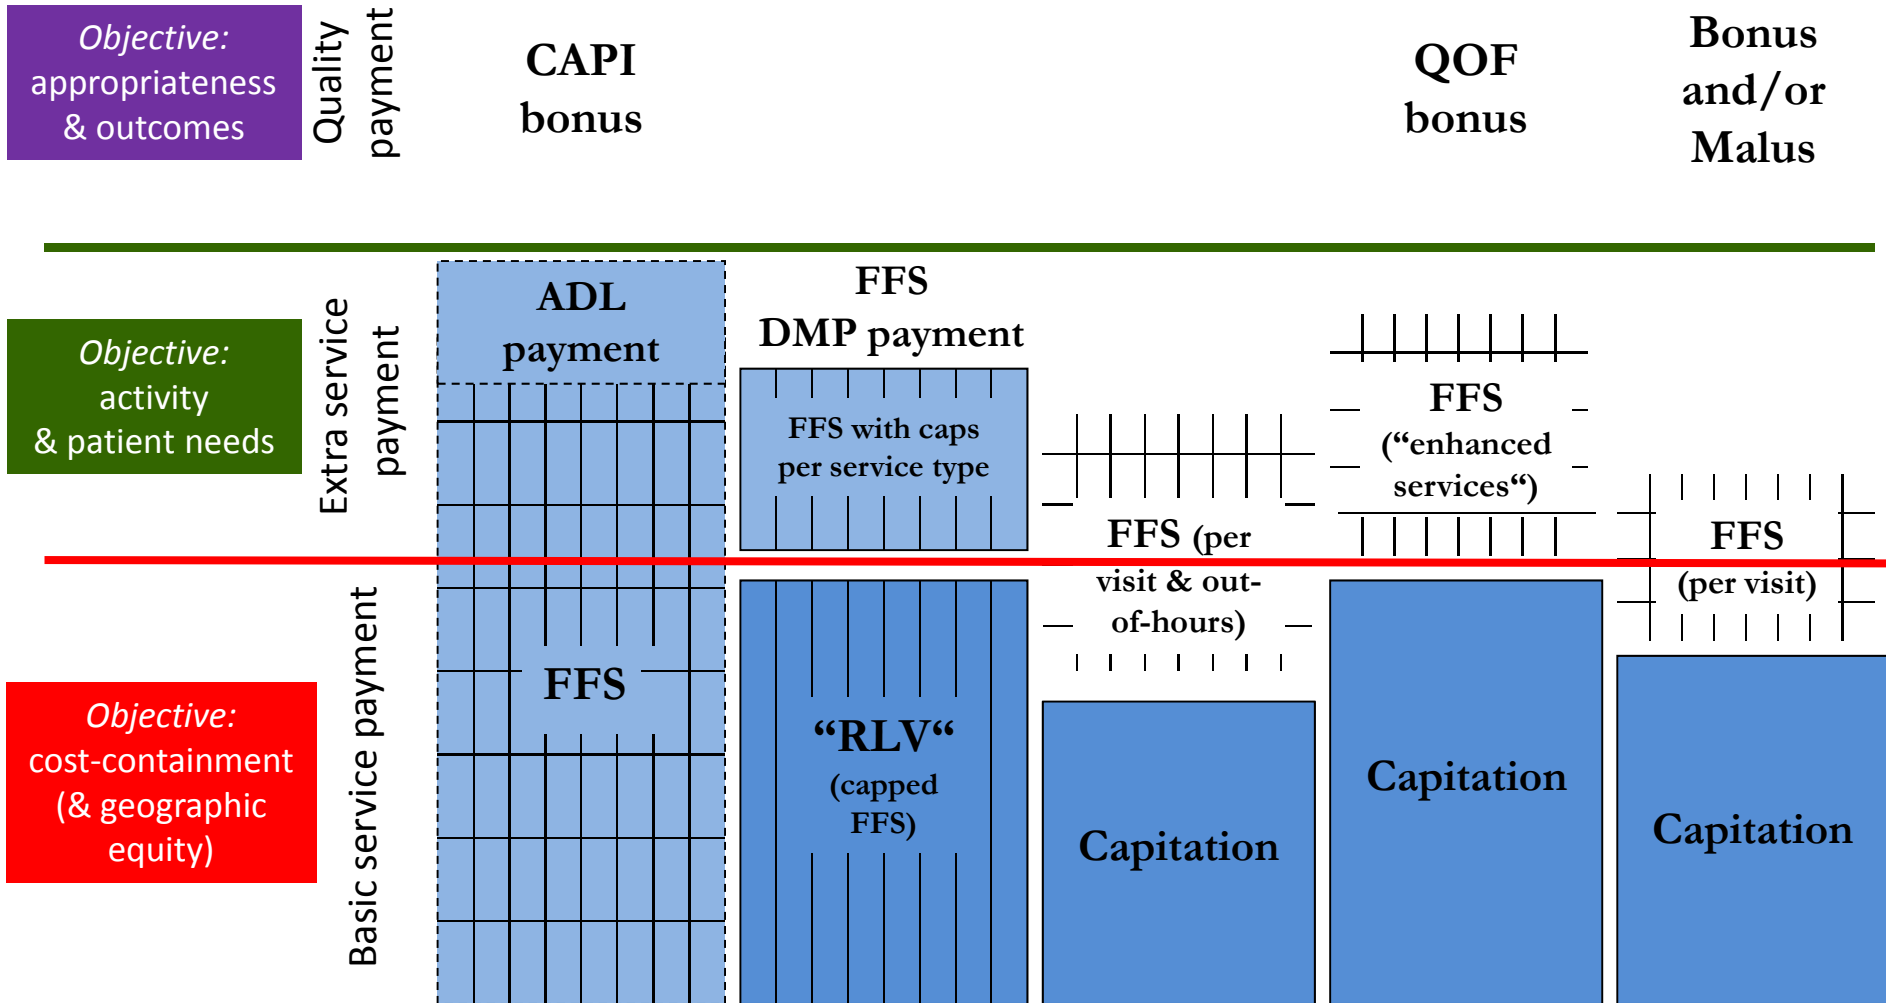 Objective:
appropriateness
& outcomes
Quality
payment
CAPI
bonus
QOF
bonus
Bonus
and/or
Malus
Objective:
activity
& patient needs
Extra service
payment
ADL
payment
FFS
DMP payment
FFS with caps
per service type
FFS (per
visit & out-
of-hours)
FFS
(“enhanced
services“)
FFS
(per visit)
Objective:
cost-containment
(& geographic
equity)
Basic service payment
FFS
“RLV“
(capped
FFS)
Capitation
Capitation
Capitation